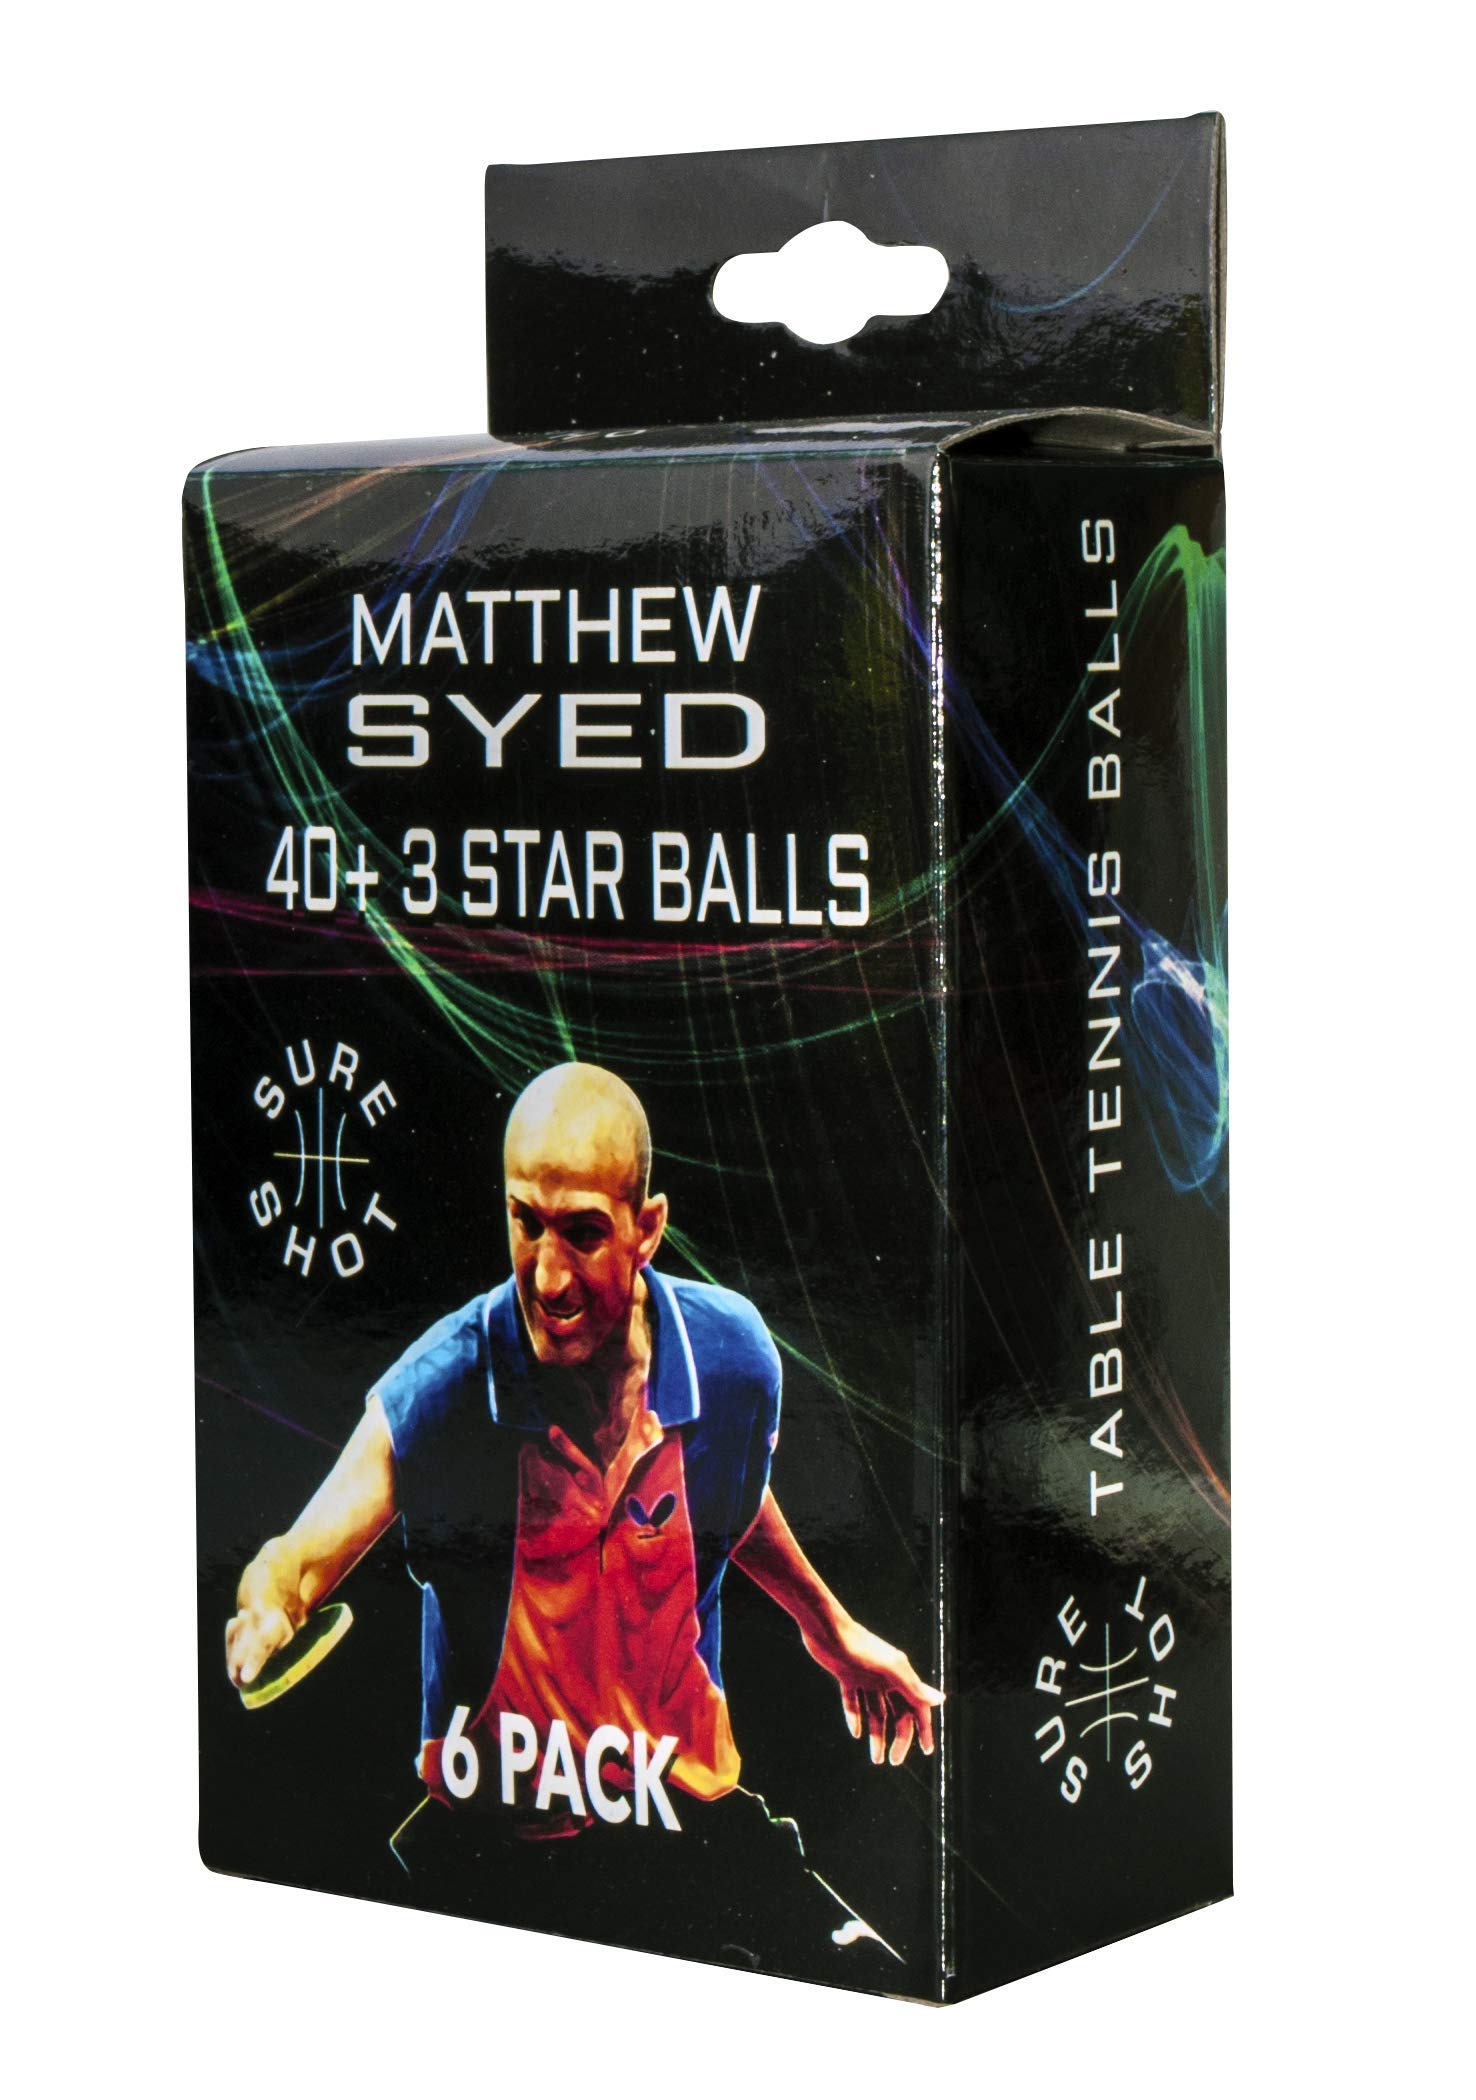 MATTHEW
SYED
40+ 3 STAR BALLS
SURE
SHOT
6 PACK
TABLE TENNIS BALLS
SURE
SHOT